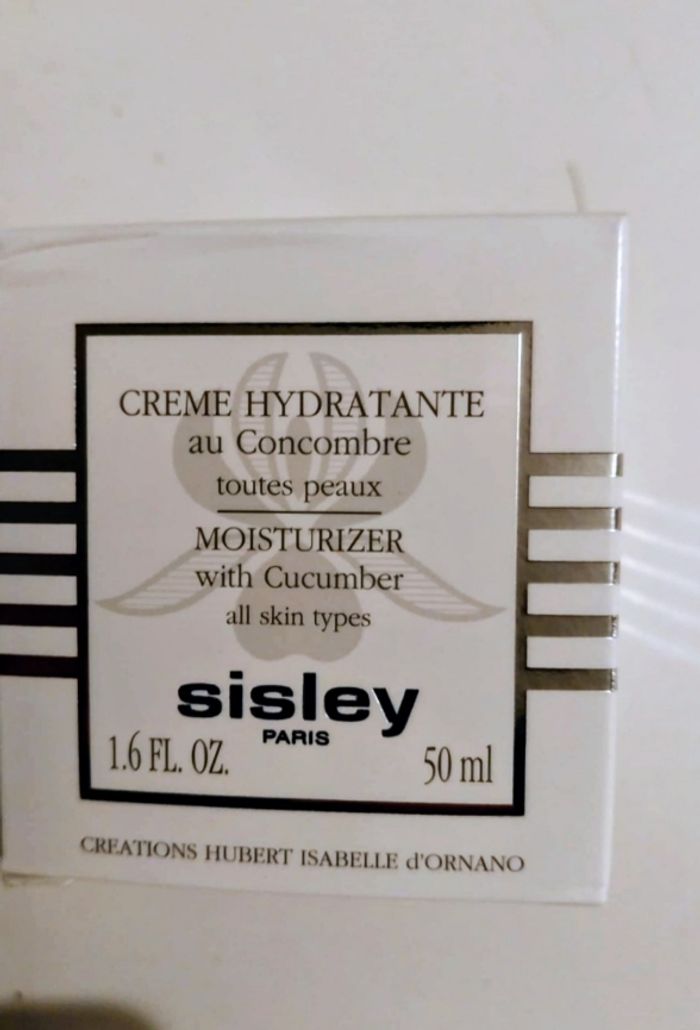 CREME HYDRATANTE
au Concombre
toutes peaux
MOISTURIZER
with Cucumber
all skin types
sisley
PARIS
1.6 FL. OZ. 50 ml
CREATIONS HUBERT ISABELLE d'ORNANO